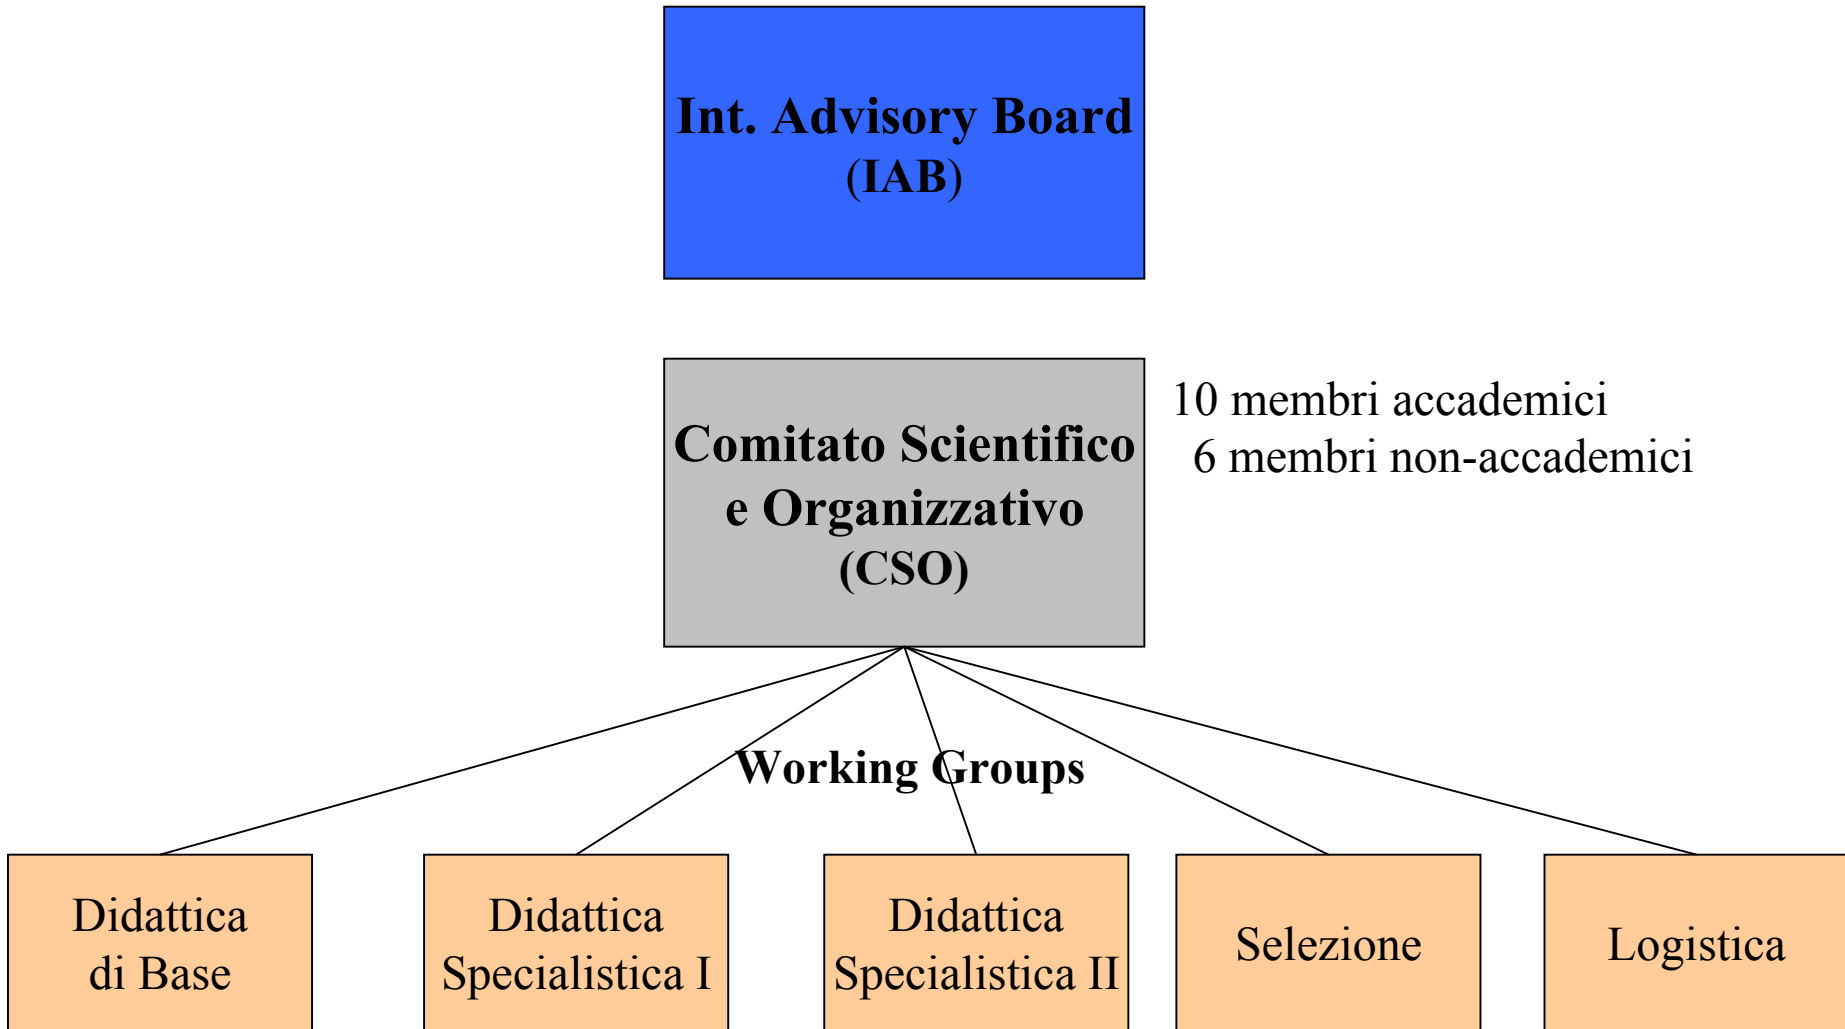 Int. Advisory Board
(IAB)
10 membri accademici
6 membri non-accademici
Comitato Scientifico
e Organizzativo
(CSO)
Working Groups
Didattica
di Base
Didattica
Specialistica I
Didattica
Specialistica II
Selezione
Logistica